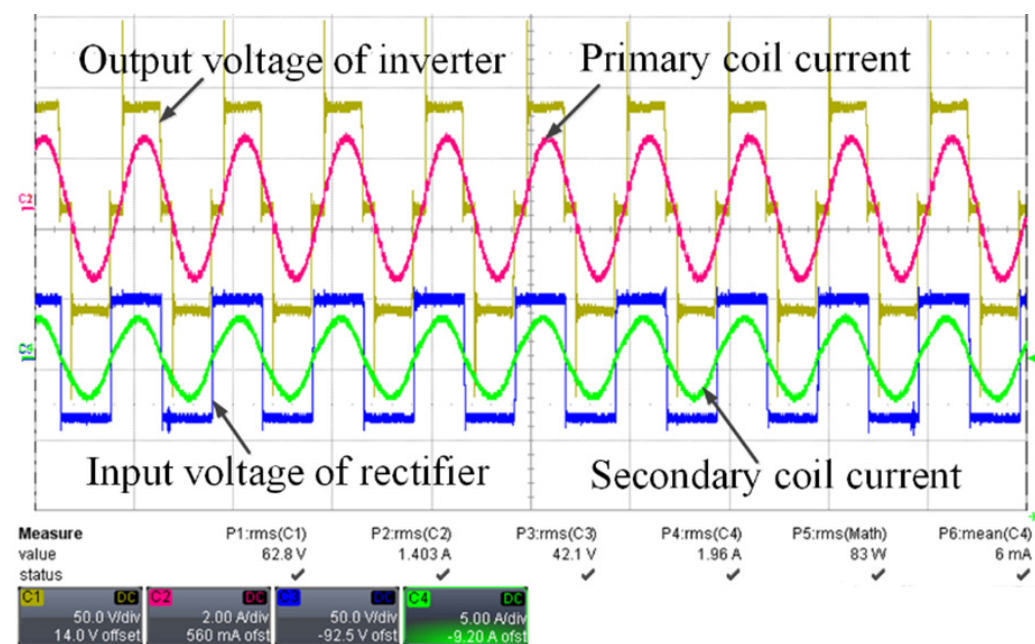 Output voltage of inverter Primary coil current
C2
Input voltage of rectifier Secondary coil current
Measure P1:rms(C1) P2:rms(C2) P3:rms(C3) P4:rms(C4) P5:rms(Math) P6:mean(C4)
value 62.8 V 1.403 A 42.1 V 1.96 A 83 W 6 mA
status
C1 DC C2 DC DC C4 DC
50.0 V/div 2.00 A/div 50.0 V/div 5.00 A/div
14.0 V offset 560 mA ofst -92.5 V ofst -9.20 A ofst